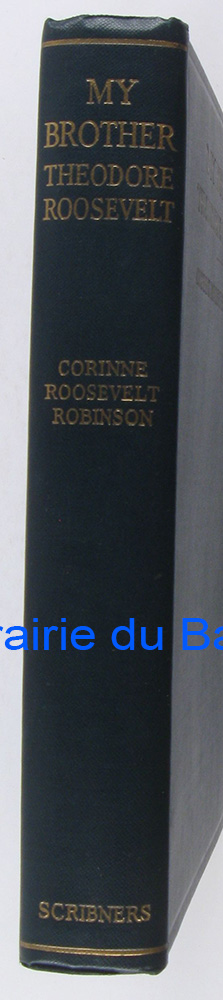 MY
BROTHER
THEODORE
ROOSEVELT
CORINNE
ROOSEVELT
ROBINSON
rairie du Ba
SCRIBNERS